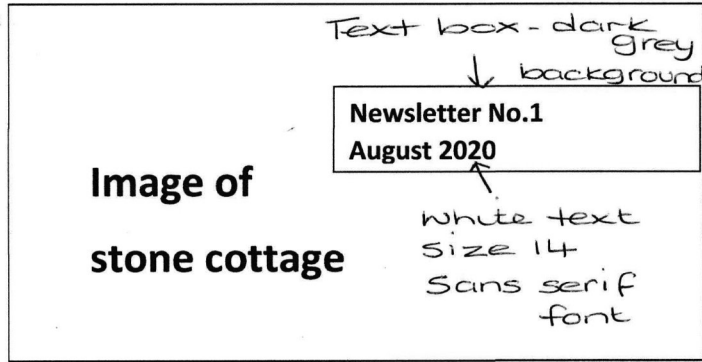 Text box - dark
grey
background
Newsletter No.1
August 2020
Image of
stone cottage
white text
size 14
Sans serif
font